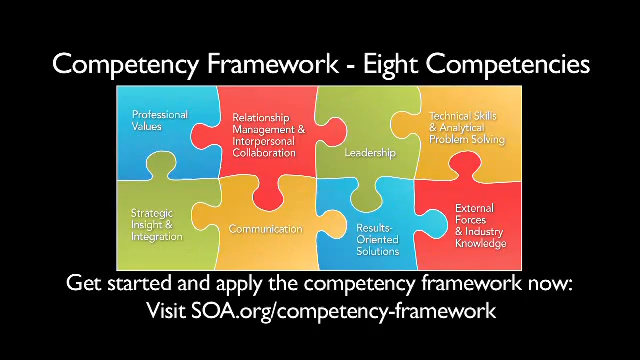 Competency Framework - Eight Competencies
Professional
Values
Relationship
Management &
Interpersonal
Collaboration
Leadership
Technical Skills
& Analytical
Problem Solving
Strategic
Insight &
Integration
Communication
Results-
Oriented
Solutions
External
Forces
& Industry
Knowledge
Get started and apply the competency framework now:
Visit SOA.org/competency-framework